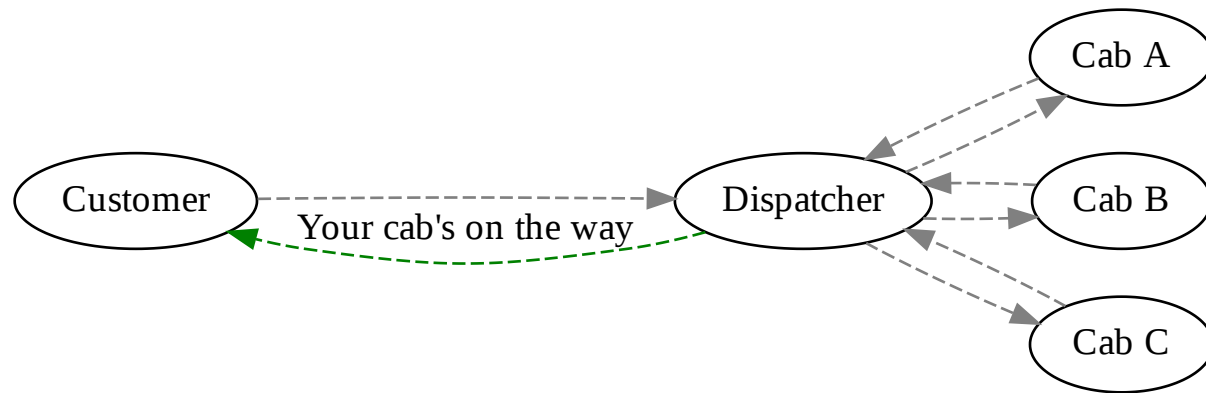 Cab A
Customer
Dispatcher
Cab B
Your cab's on the way
Cab C